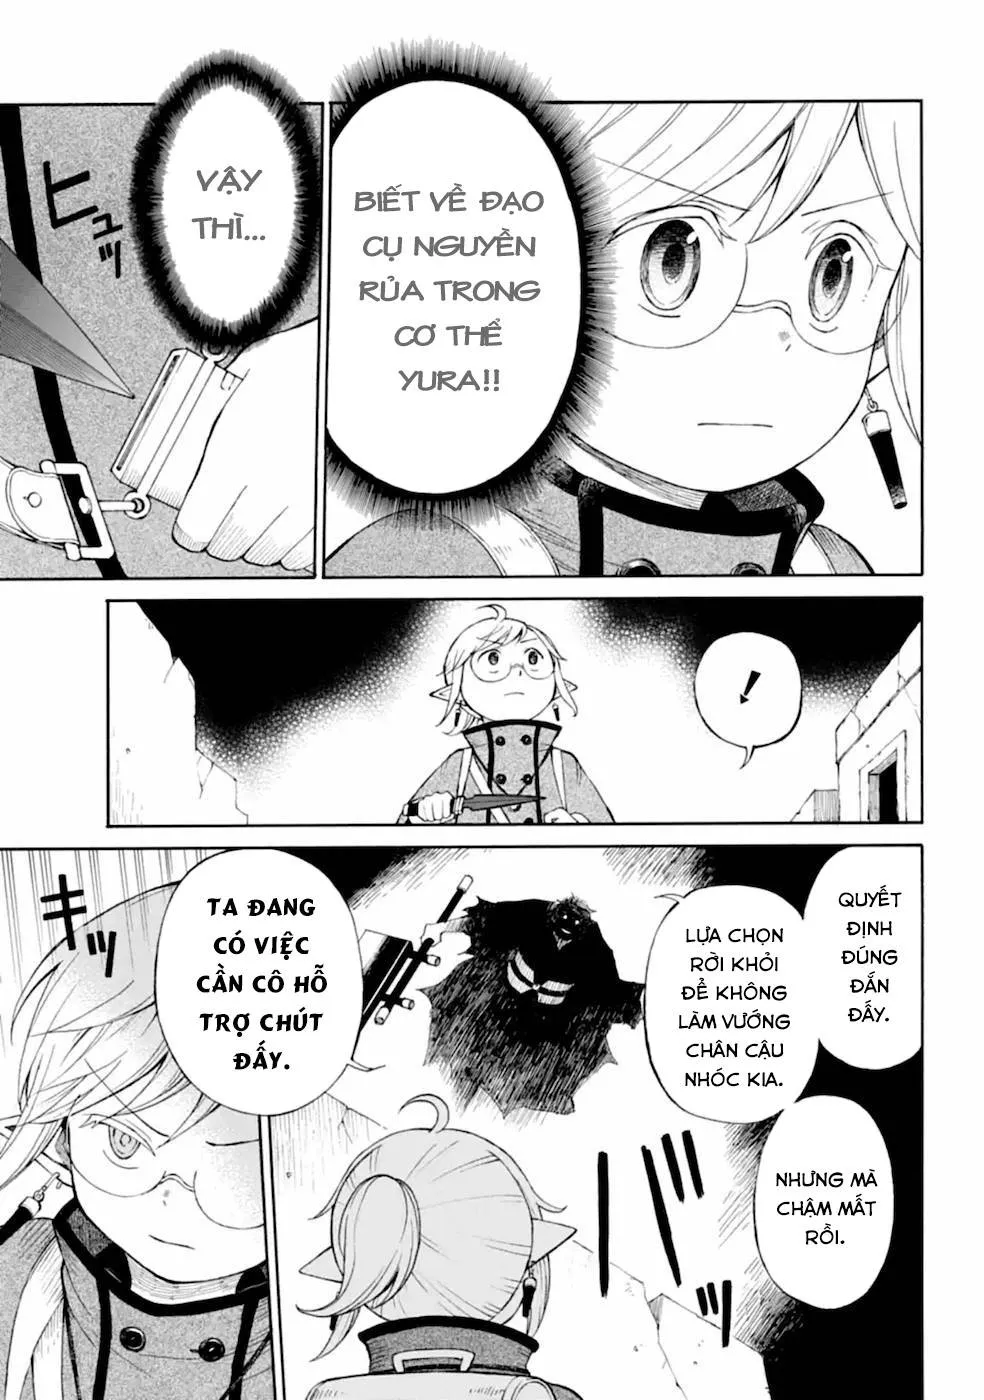 BIẾT VỀ ĐẠO
CỤ NGUYỀN
RỦA TRONG
CƠ THỂ
YURA!!
VẬY
THÌ...
ヒュッ
!
QUYẾT
ĐỊNH
ĐÚNG
ĐẮN
ĐẤY.
LỰA CHỌN
RỜI KHỎI
ĐỂ KHÔNG
LÀM VƯỚNG
CHÂN CẬU
NHÓC KIA.
NHƯNG MÀ
CHẬM MẤT
RỒI.
TA ĐANG
CÓ VIỆC
CẦN CÔ HỖ
TRỢ CHÚT
ĐẤY.
キッ